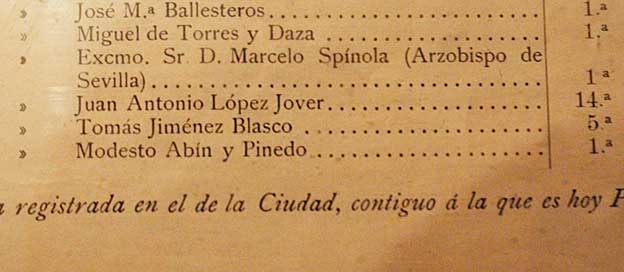 » José M.ª Ballesteros.................... 1.ª
» Miguel de Torres y Daza ............... 1.ª
» Excmo. Sr. D. Marcelo Spínola (Arzobispo de
Sevilla)................................ 1ª
» Juan Antonio López Jover............... 14.ª
» Tomás Jiménez Blasco .................. 5.ª
» Modesto Abín y Pinedo ................. 1.ª
registrada en el de la Ciudad, contiguo á la que es hoy